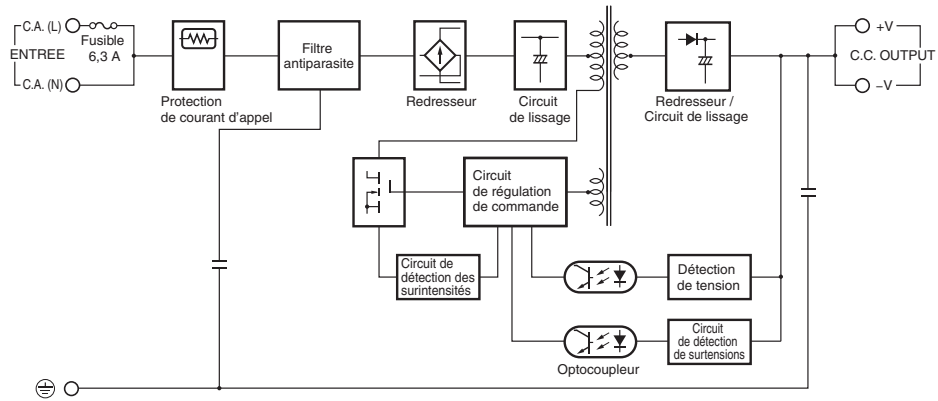 C.A. (L)
Fusible
6,3 A
ENTREE
C.A. (N)
Protection
de courant d'appel
Filtre
antiparasite
Redresseur
Circuit
de lissage
Redresseur /
Circuit de lissage
+V
C.C. OUTPUT
–V
Circuit
de régulation
de commande
Circuit de
détection des
surintensités
Détection
de tension
Circuit
de détection
de surtensions
Optocoupleur